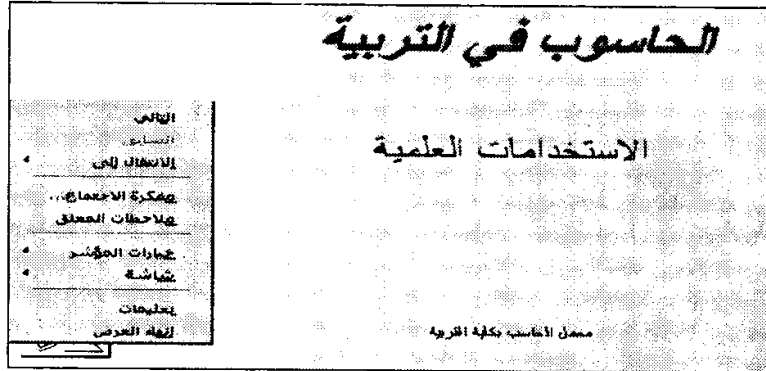 الحاسوب في التربية
الاستخدامات العلمية
التالي
السابق
الانتقال إلى
مفكرة الاجتماع...
ملاحظات المعلق
خيارات المؤشر
شاشة
تعليمات
إنهاء العرض
معمل الحاسب بكلية التربية